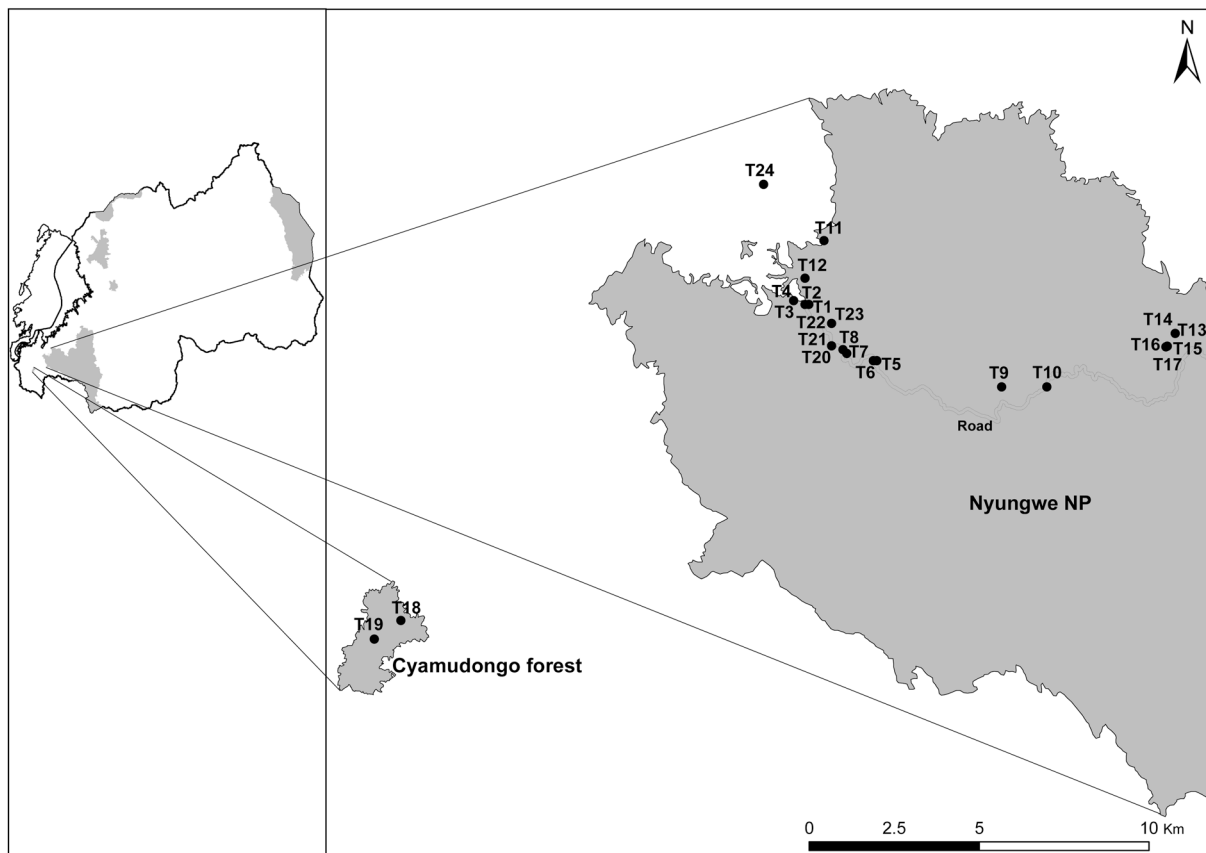 N
T24
T11
T12
T4
T2
T3
T1
T22
T23
T14
T13
T21
T8
T16
T15
T20
T7
T17
T6
T5
T9
T10
Road
Nyungwe NP
T18
T19
Cyamudongo forest
0
2.5
5
10 Km